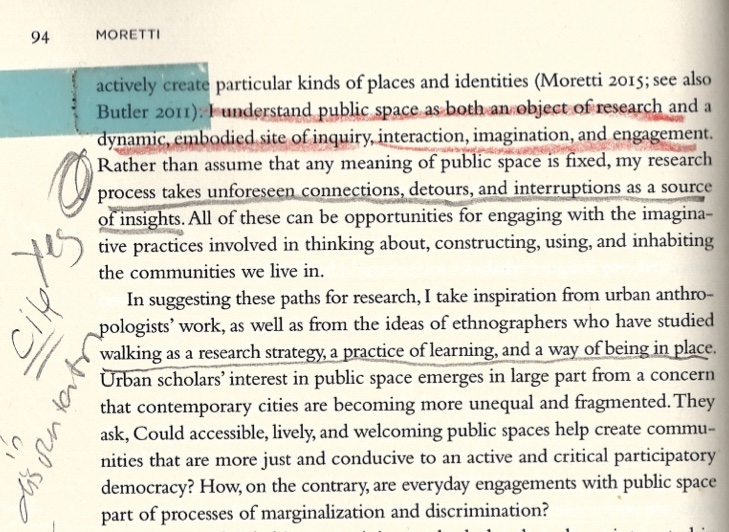 94 MORETTI
actively create particular kinds of places and identities (Moretti 2015; see also
Butler 2011). I understand public space as both an object of research and a
dynamic, embodied site of inquiry, interaction, imagination, and engagement.
Rather than assume that any meaning of public space is fixed, my research
process takes unforeseen connections, detours, and interruptions as a source
of insights. All of these can be opportunities for engaging with the imagina-
tive practices involved in thinking about, constructing, using, and inhabiting
the communities we live in.
In suggesting these paths for research, I take inspiration from urban anthro-
pologists' work, as well as from the ideas of ethnographers who have studied
walking as a research strategy, a practice of learning, and a way of being in place.
Urban scholars' interest in public space emerges in large part from a concern
that contemporary cities are becoming more unequal and fragmented. They
ask, Could accessible, lively, and welcoming public spaces help create commu-
nities that are more just and conducive to an active and critical participatory
democracy? How, on the contrary, are everyday engagements with public space
part of processes of marginalization and discrimination?